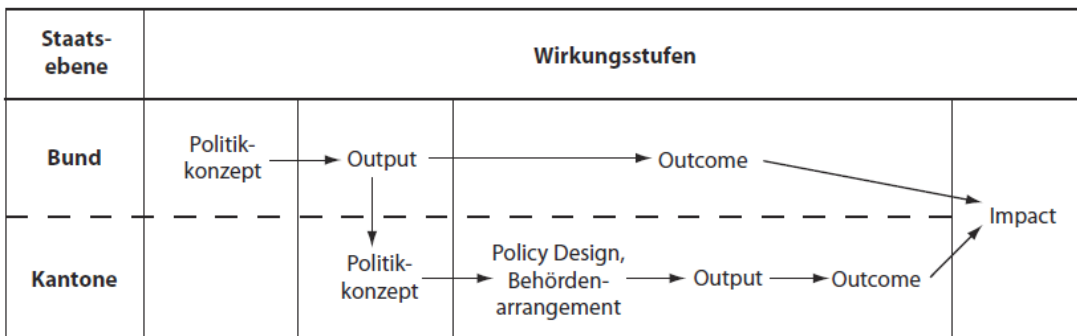 Staats-
ebene
Wirkungsstufen
Bund
Politik-
konzept
Output
Outcome
Impact
Kantone
Politik-
konzept
Policy Design,
Behörden-
arrangement
Output
Outcome